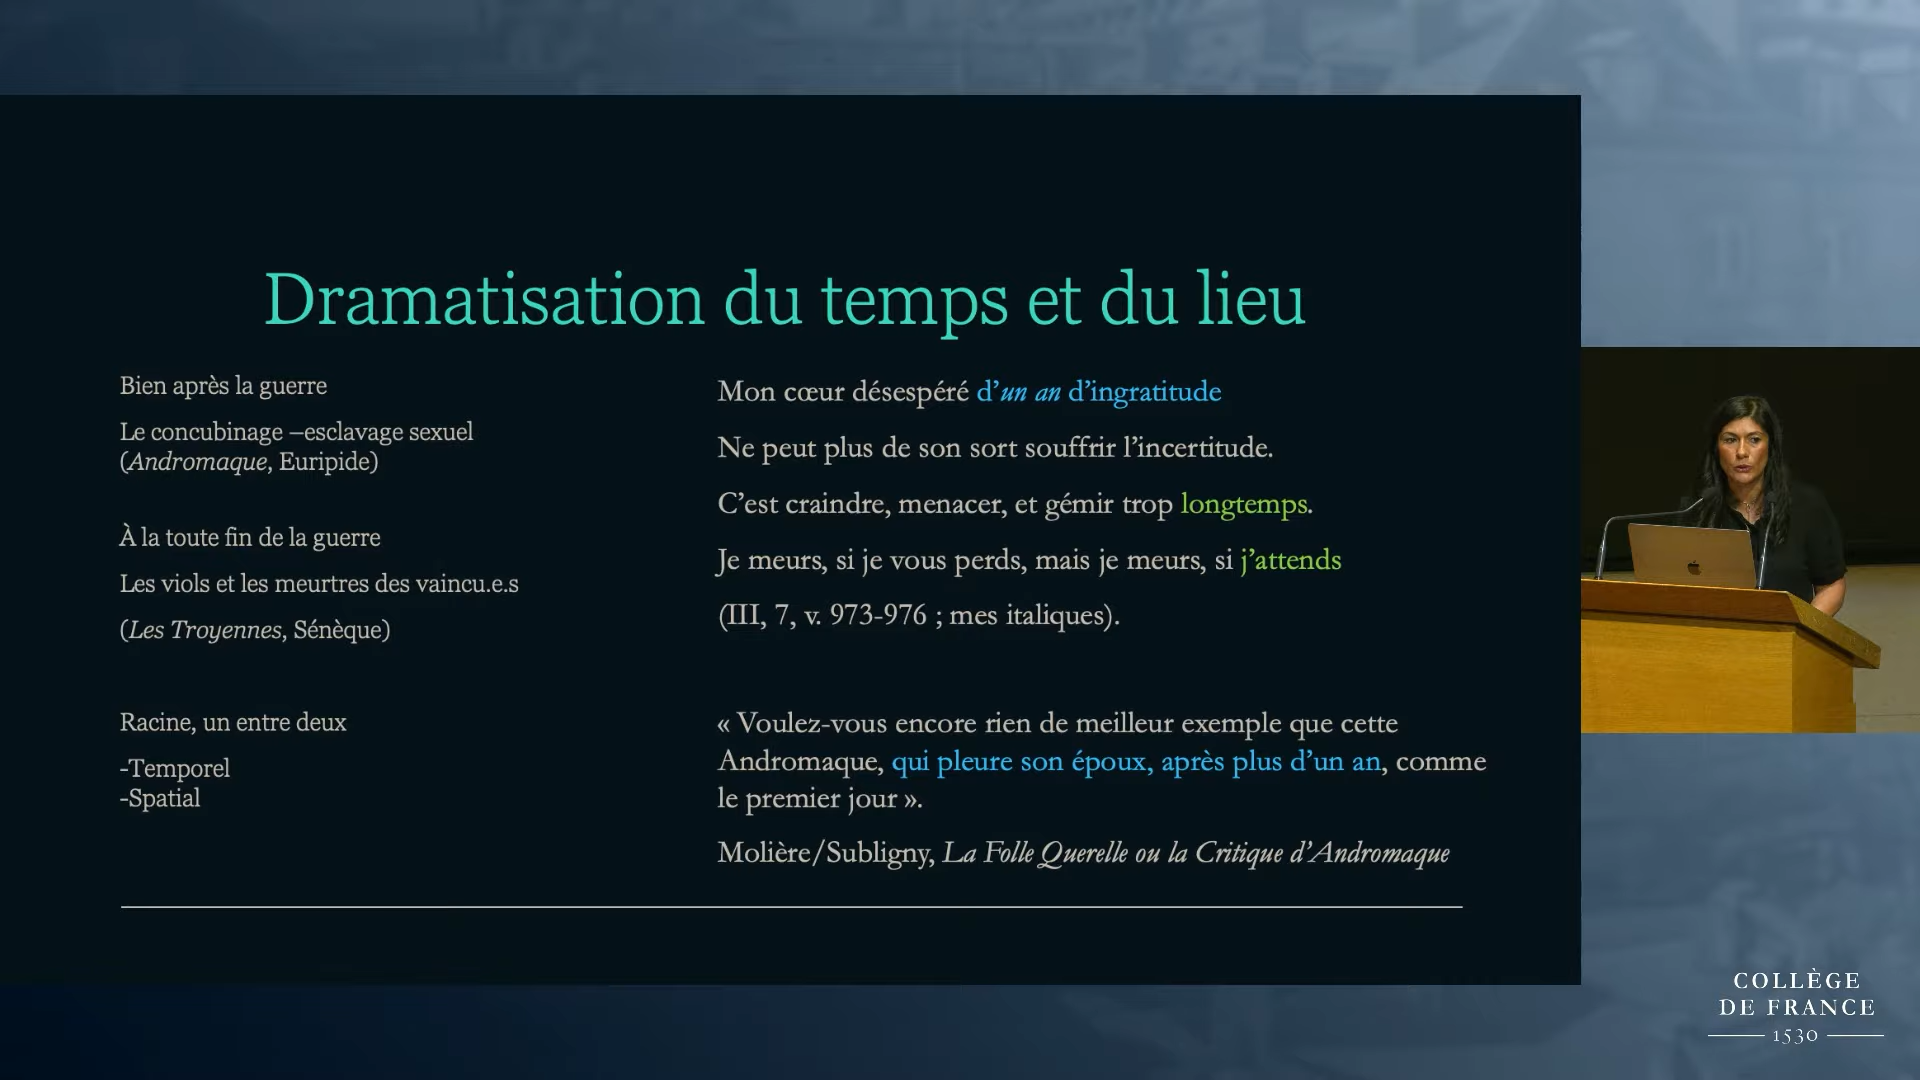 Dramatisation du temps et du lieu
Bien après la guerre
Le concubinage –esclavage sexuel
(Andromaque, Euripide)
À la toute fin de la guerre
Les viols et les meurtres des vaincu.e.s
(Les Troyennes, Sénèque)
Racine, un entre deux
-Temporel
-Spatial
Mon cœur désespéré d’un an d’ingratitude
Ne peut plus de son sort souffrir l’incertitude.
C’est craindre, menacer, et gémir trop longtemps.
Je meurs, si je vous perds, mais je meurs, si j’attends
(III, 7, v. 973-976 ; mes italiques).
« Voulez-vous encore rien de meilleur exemple que cette
Andromaque, qui pleure son époux, après plus d’un an, comme
le premier jour ».
Molière/Subligny, La Folle Querelle ou la Critique d’Andromaque
COLLÈGE
DE FRANCE
1530